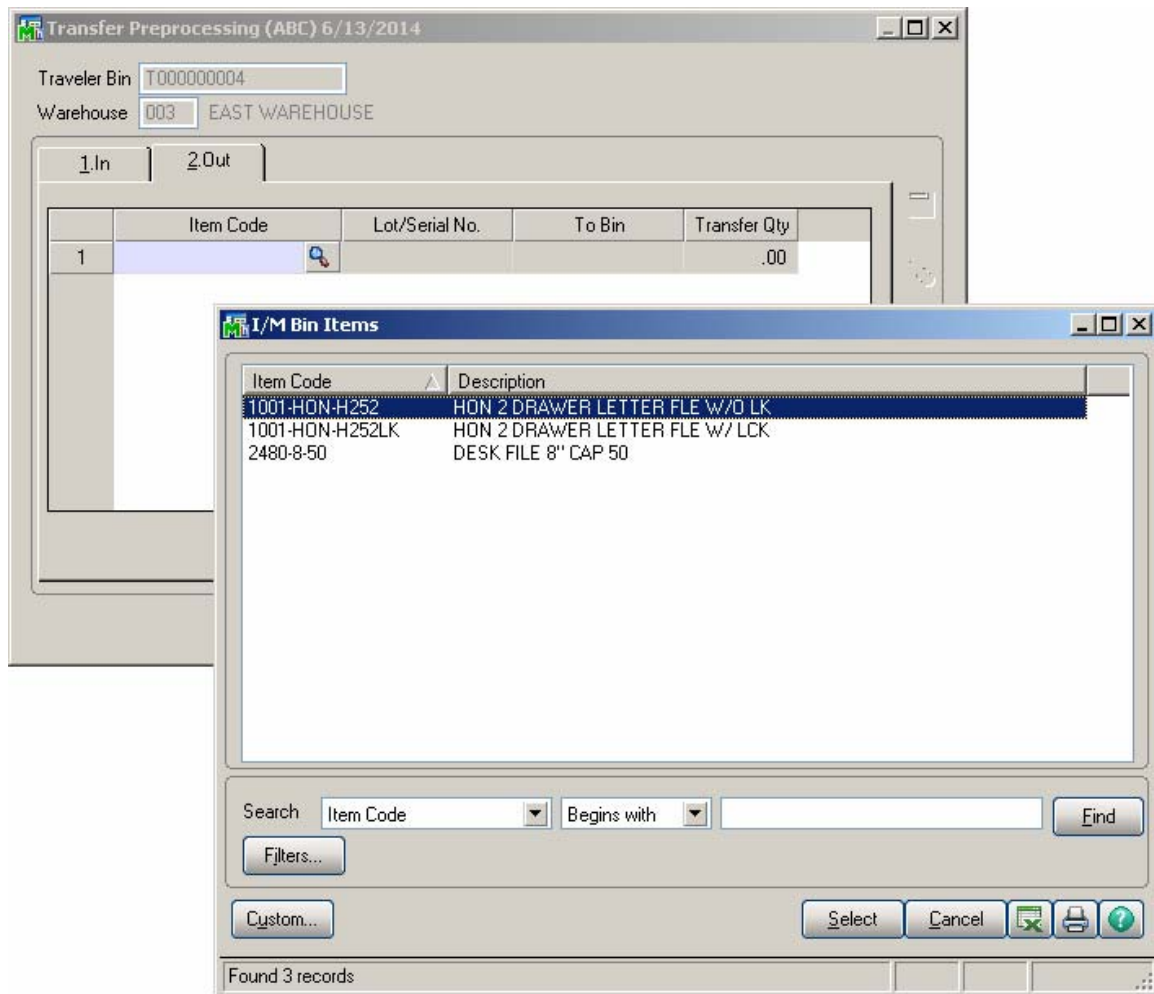 Transfer Preprocessing (ABC) 6/13/2014
Traveler Bin T000000004
Warehouse 003 EAST WAREHOUSE
1.In 2.Out
Item Code Lot/Serial No. To Bin Transfer Qty
1 .00
I/M Bin Items
Item Code Description
1001-HON-H252 HON 2 DRAWER LETTER FLE W/O LK
1001-HON-H252LK HON 2 DRAWER LETTER FLE W/ LCK
2480-8-50 DESK FILE 8" CAP 50
Search Item Code Begins with Find
Filters...
Custom... Select Cancel
Found 3 records